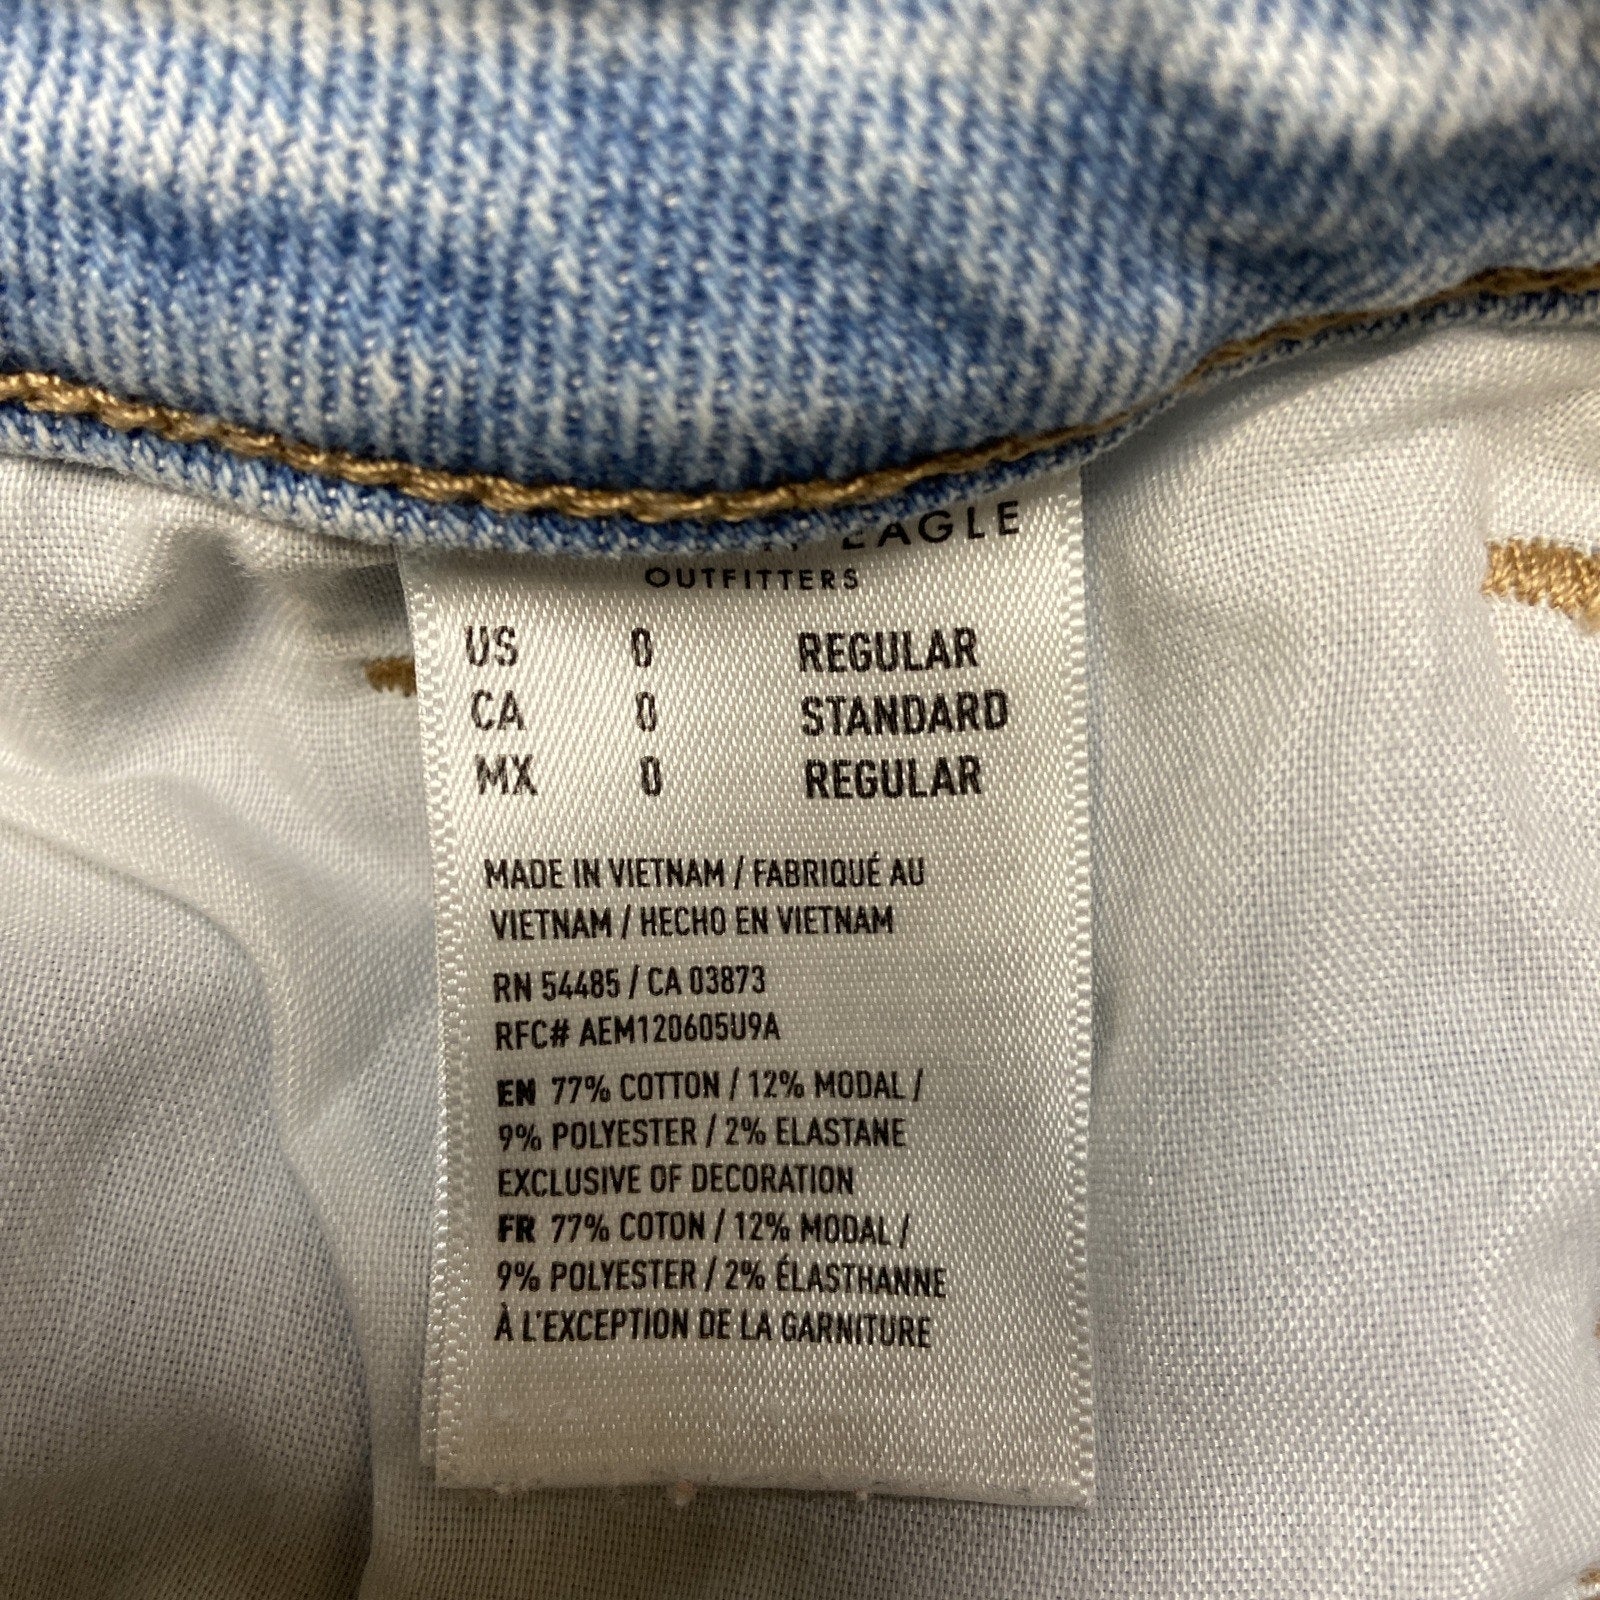 EAGLE
OUTFITTERS
US 0 REGULAR
CA 0 STANDARD
MX 0 REGULAR
MADE IN VIETNAM / FABRIQUÉ AU
VIETNAM / HECHO EN VIETNAM
RN 54485 / CA 03873
RFC# AEM120605U9A
EN 77% COTTON / 12% MODAL /
9% POLYESTER / 2% ELASTANE
EXCLUSIVE OF DECORATION
FR 77% COTON / 12% MODAL /
9% POLYESTER / 2% ÉLASTHANNE
À L'EXCEPTION DE LA GARNITURE